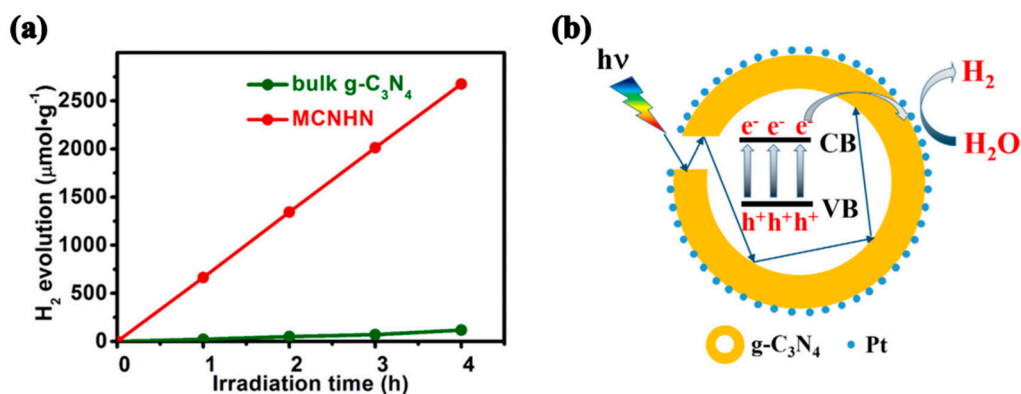 (a)
H₂ evolution (μmol•g⁻¹)
2500
2000
1500
1000
500
0
bulk g-C₃N₄
MCNHN
0 1 2 3 4
Irradiation time (h)
(b)
hν
e⁻ e⁻ e⁻
CB
VB
h⁺h⁺h⁺
H₂
H₂O
g-C₃N₄
Pt